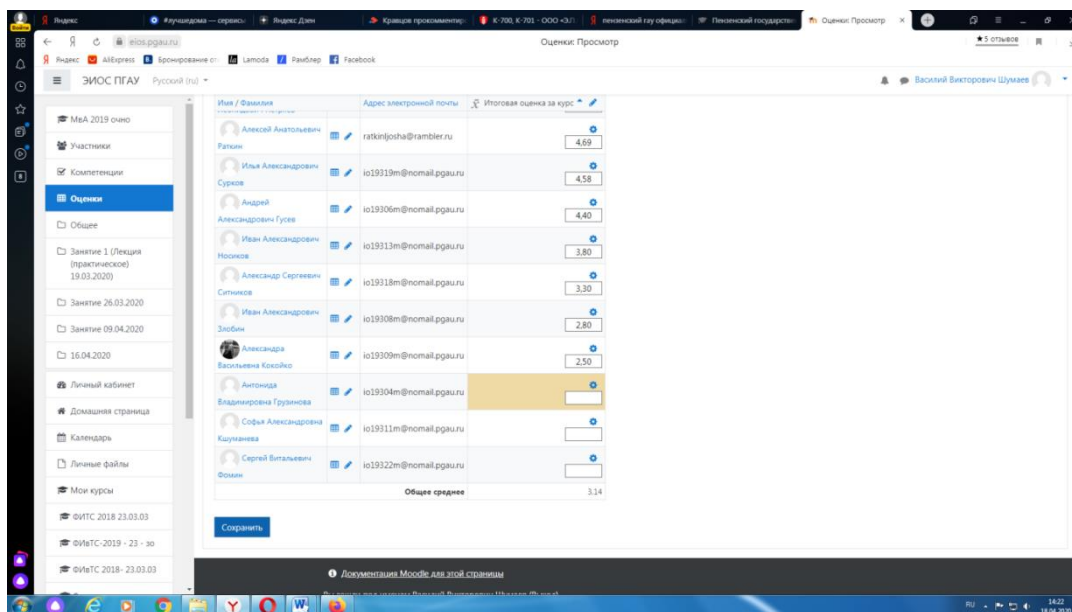 Яндекс
#лучшедома — сервисы
Яндекс Дзен
Кравцов прокомментир
К-700, К-701 - ООО «ЭЛ
пензенский гау официал
Пензенский государстве
Оценки: Просмотр
Войти
eios.pgau.ru
Оценки: Просмотр
★ 5 отзывов
Яндекс
AliExpress
Бронирование от
Lamoda
Рамблер
Facebook
ЭИОС ПГАУ
Русский (ru)
Василий Викторович Шумаев
МвА 2019 очно
Участники
Компетенции
Оценки
Общее
Занятие 1 (Лекция
(практическое)
19.03.2020)
Занятие 26.03.2020
Занятие 09.04.2020
16.04.2020
Личный кабинет
Домашняя страница
Календарь
Личные файлы
Мои курсы
ФИТС 2018 23.03.03
ФИвТС-2019 - 23 - зо
ФИвТС 2018- 23.03.03
Имя / Фамилия
Адрес электронной почты
Итоговая оценка за курс
Алексей Анатольевич
Раткин
ratkinljosha@rambler.ru
4,69
Илья Александрович
Сурков
io19319m@nomail.pgau.ru
4,58
Андрей
Александрович Гусев
io19306m@nomail.pgau.ru
4,40
Иван Александрович
Носиков
io19313m@nomail.pgau.ru
3,80
Александр Сергеевич
Ситников
io19318m@nomail.pgau.ru
3,30
Иван Александрович
Злобин
io19308m@nomail.pgau.ru
2,80
Александра
Васильевна Кокойко
io19309m@nomail.pgau.ru
2,50
Антонида
Владимировна Грузинова
io19304m@nomail.pgau.ru
Софья Александровна
Кшуманева
io19311m@nomail.pgau.ru
Сергей Витальевич
Фомин
io19322m@nomail.pgau.ru
Общее среднее
3,14
Сохранить
Документация Moodle для этой страницы
RU
14:22
18.04.2020